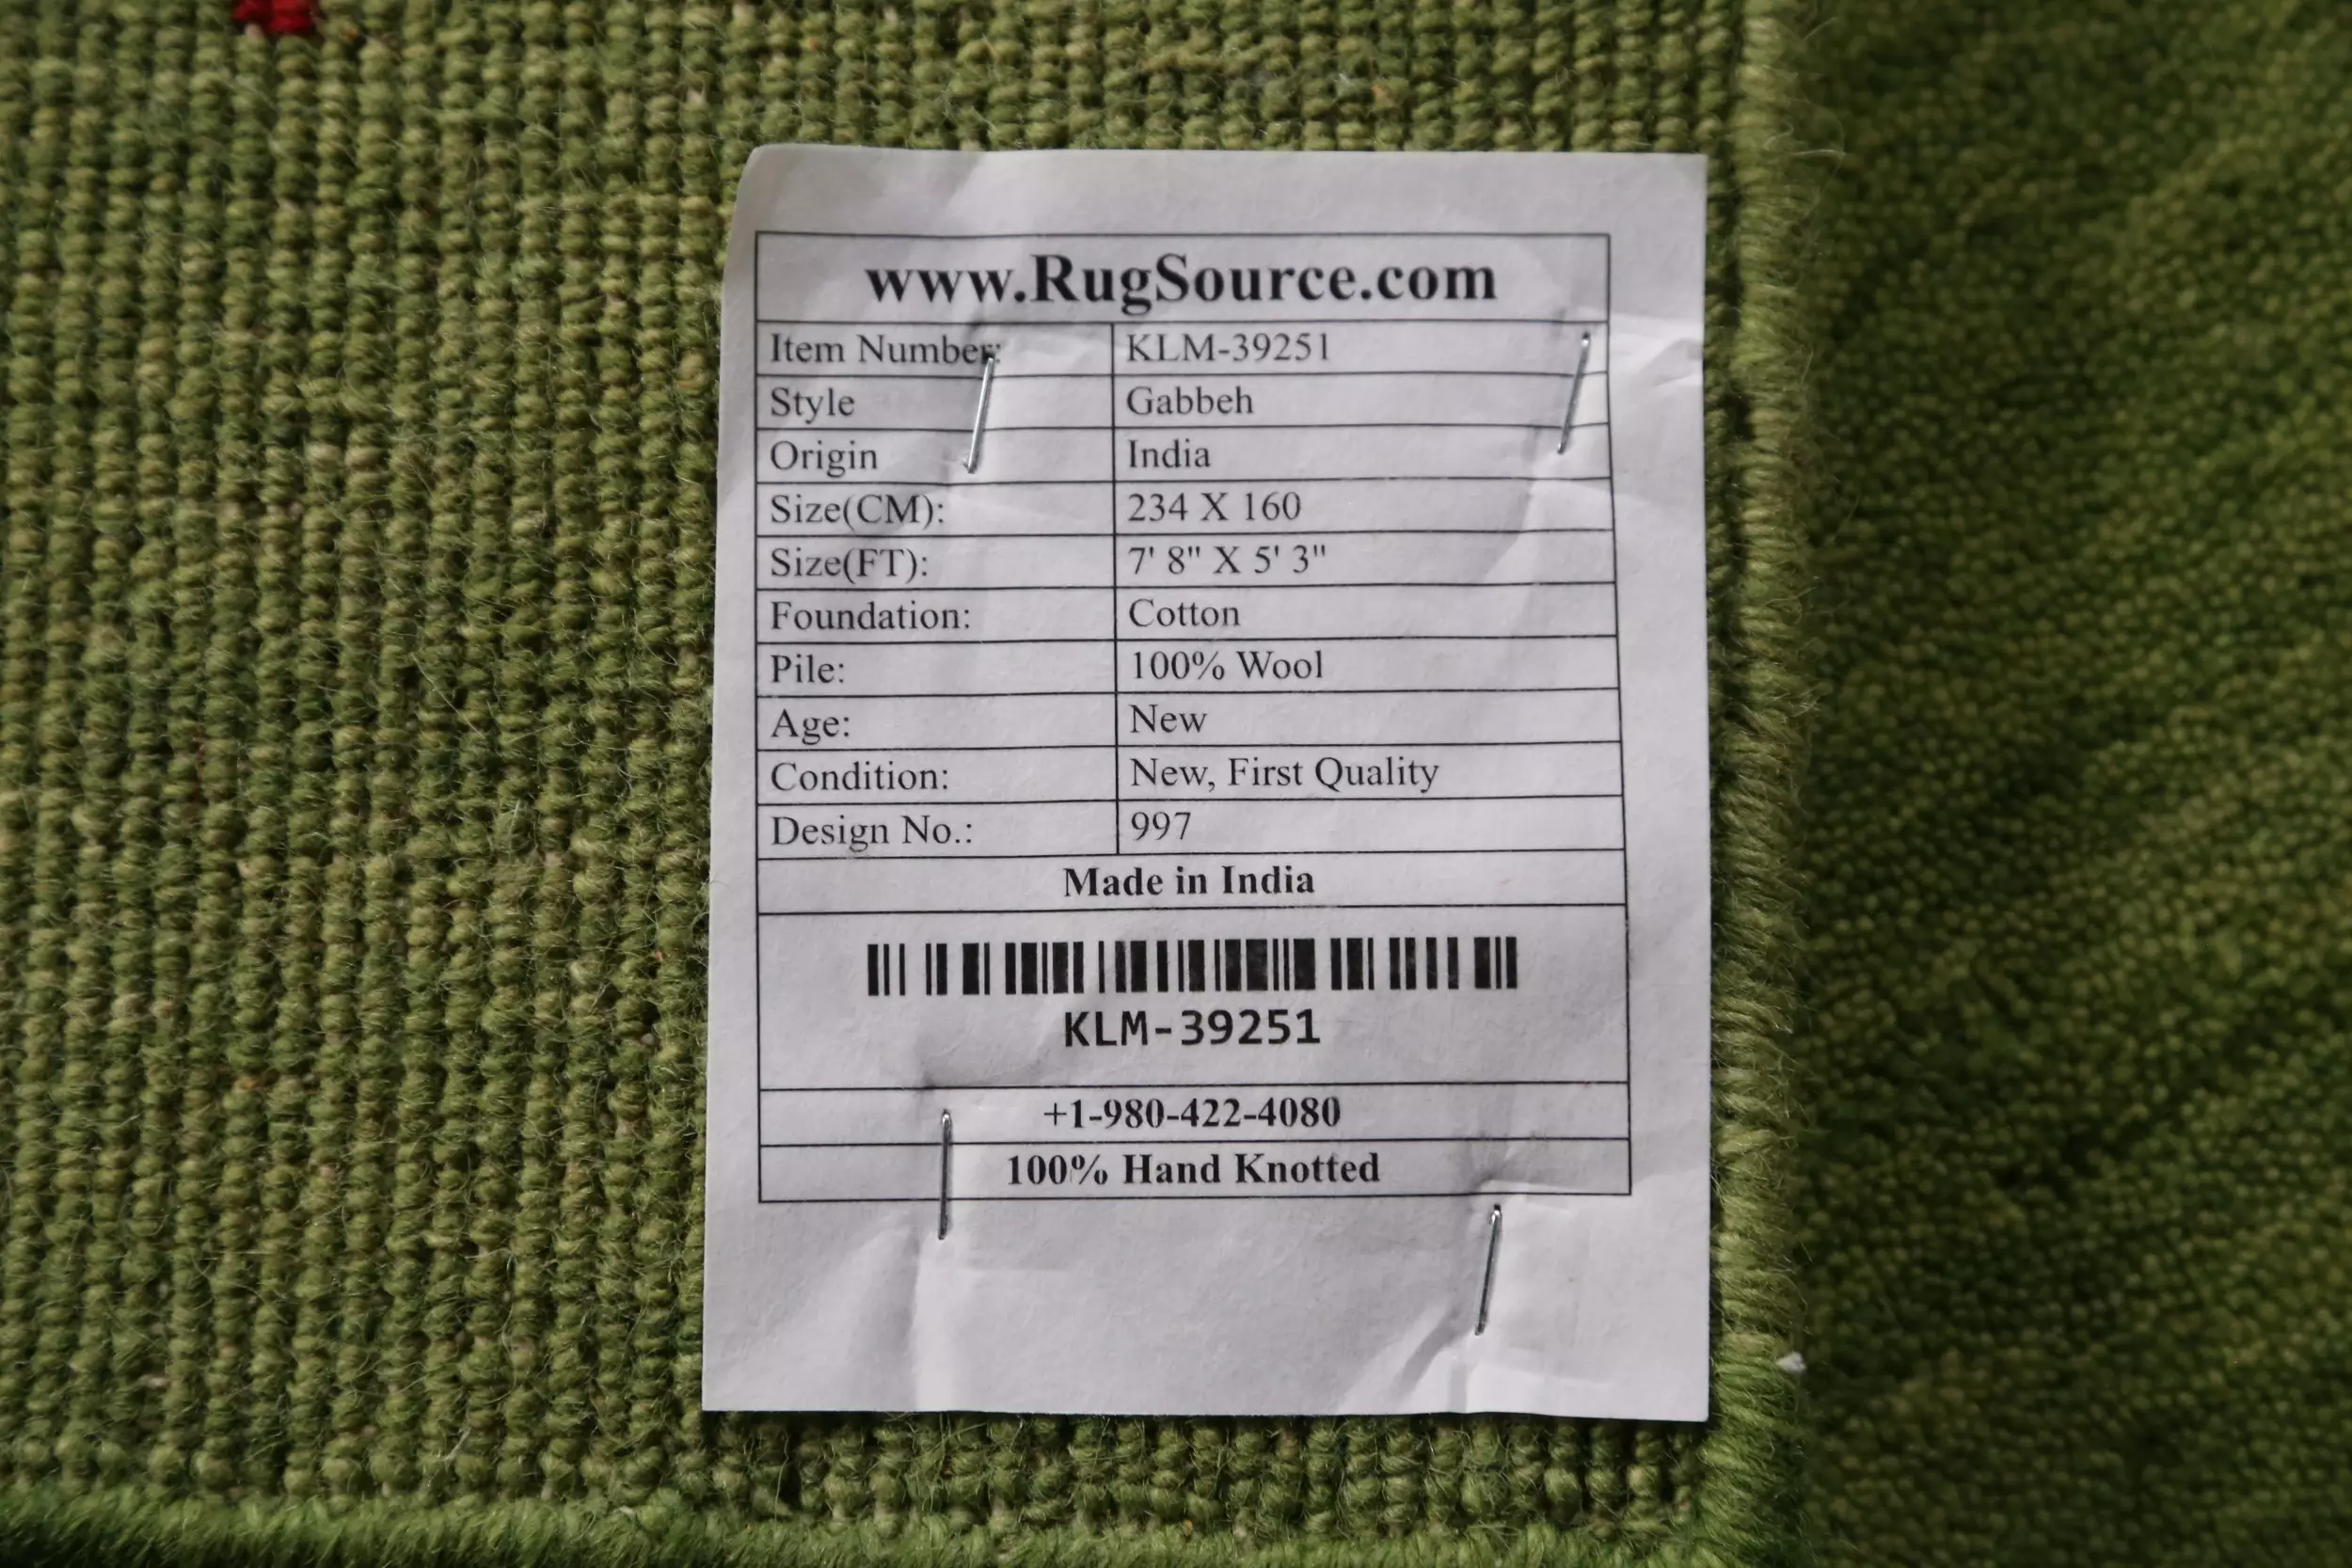 www.RugSource.com
Item Number: KLM-39251
Style Gabbeh
Origin India
Size(CM): 234 X 160
Size(FT): 7' 8" X 5' 3"
Foundation: Cotton
Pile: 100% Wool
Age: New
Condition: New, First Quality
Design No.: 997
Made in India
KLM-39251
+1-980-422-4080
100% Hand Knotted